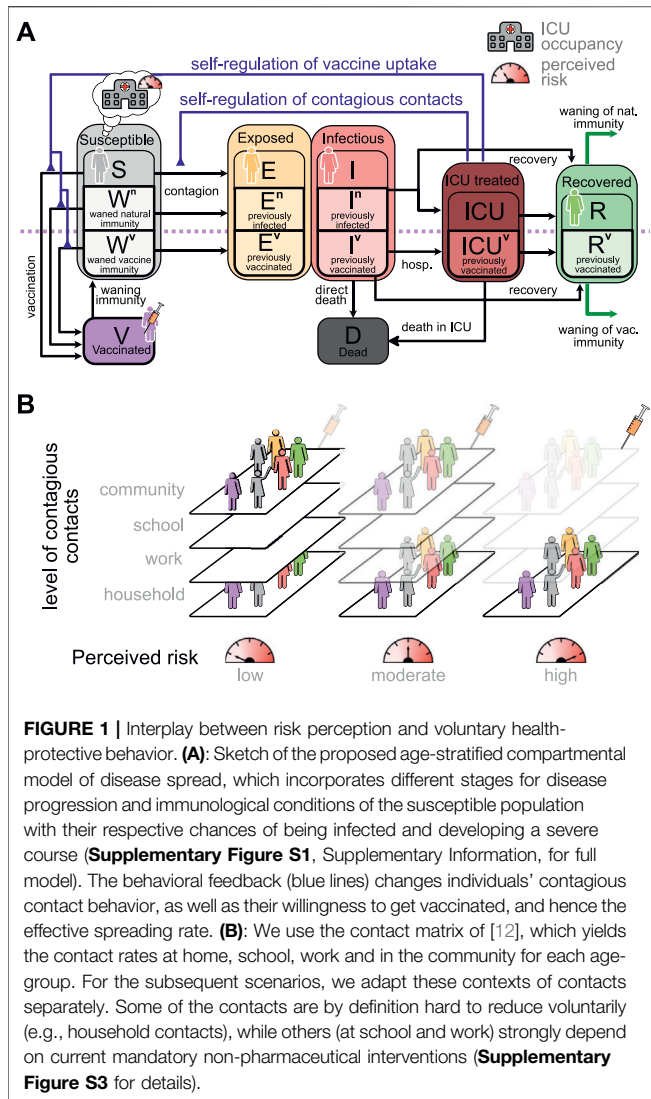 A
ICU
occupancy
perceived
risk
self-regulation of vaccine uptake
self-regulation of contagious contacts
waning of nat.
immunity
Susceptible
Exposed
Infectious
recovery
ICU treated
Recovered
S
E
I
contagion
ICU
R
Wⁿ
waned natural
immunity
Eⁿ
previously
infected
Iⁿ
previously
infected
Wᵛ
waned vaccine
immunity
Eᵛ
previously
vaccinated
Iᵛ
previously
vaccinated
hosp.
ICUᵛ
previously
vaccinated
Rᵛ
previously
vaccinated
vaccination
waning
immunity
direct
death
recovery
V
Vaccinated
D
Dead
death in ICU
waning of vac.
immunity
B
level of contagious
contacts
community
school
work
household
Perceived risk
low
moderate
high
FIGURE 1 | Interplay between risk perception and voluntary health-
protective behavior. (A): Sketch of the proposed age-stratified compartmental
model of disease spread, which incorporates different stages for disease
progression and immunological conditions of the susceptible population
with their respective chances of being infected and developing a severe
course (Supplementary Figure S1, Supplementary Information, for full
model). The behavioral feedback (blue lines) changes individuals' contagious
contact behavior, as well as their willingness to get vaccinated, and hence the
effective spreading rate. (B): We use the contact matrix of [12], which yields
the contact rates at home, school, work and in the community for each age-
group. For the subsequent scenarios, we adapt these contexts of contacts
separately. Some of the contacts are by definition hard to reduce voluntarily
(e.g., household contacts), while others (at school and work) strongly depend
on current mandatory non-pharmaceutical interventions (Supplementary
Figure S3 for details).